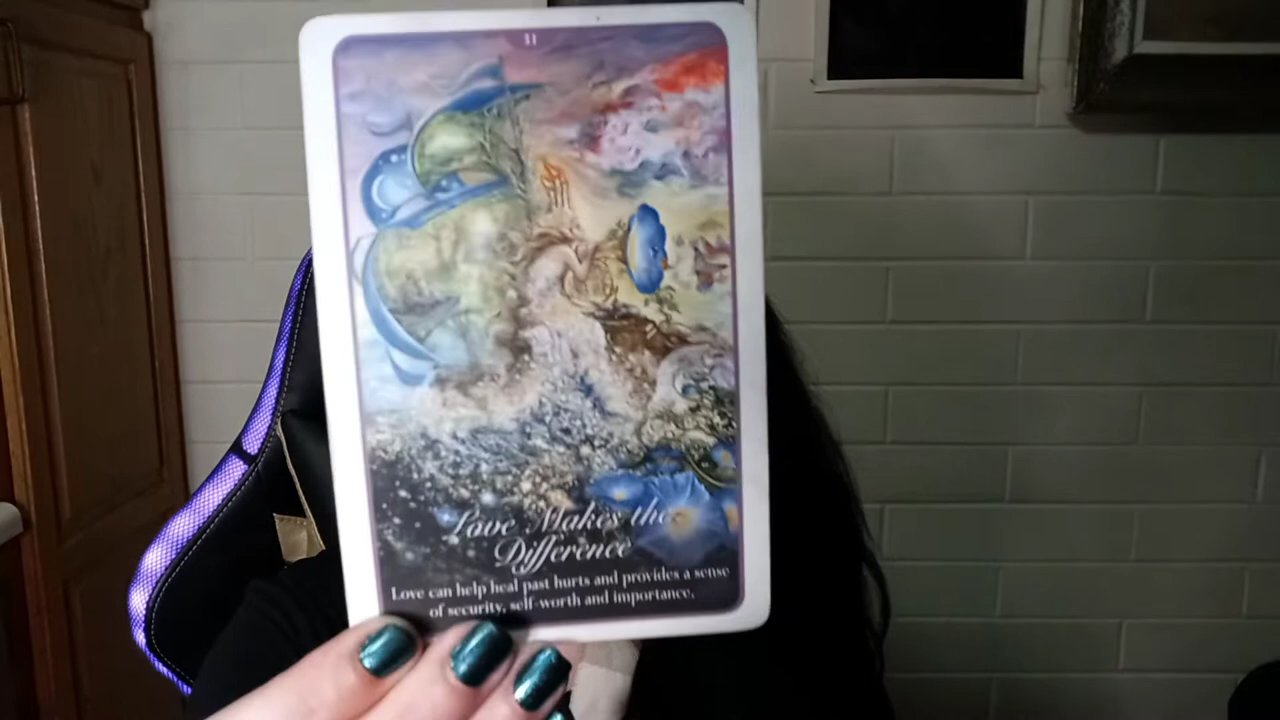 31
Love Makes the
Difference
Love can help heal past hurts and provides a sense
of security, self-worth and importance.